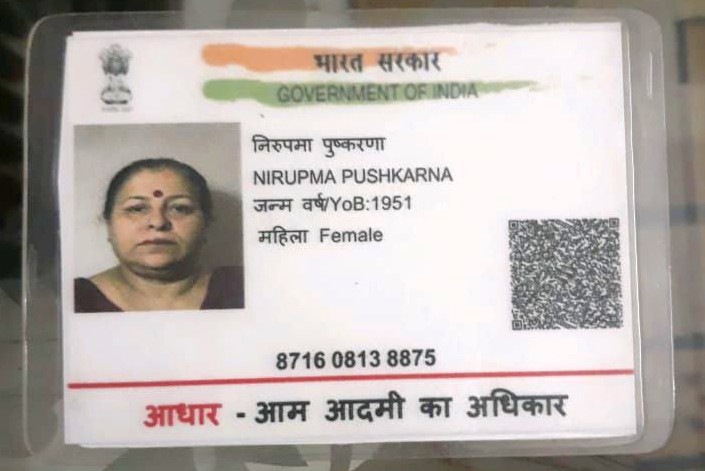 भारत सरकार
GOVERNMENT OF INDIA
निरुपमा पुष्करणा
NIRUPMA PUSHKARNA
जन्म वर्ष/YoB:1951
महिला Female
8716 0813 8875
आधार - आम आदमी का अधिकार